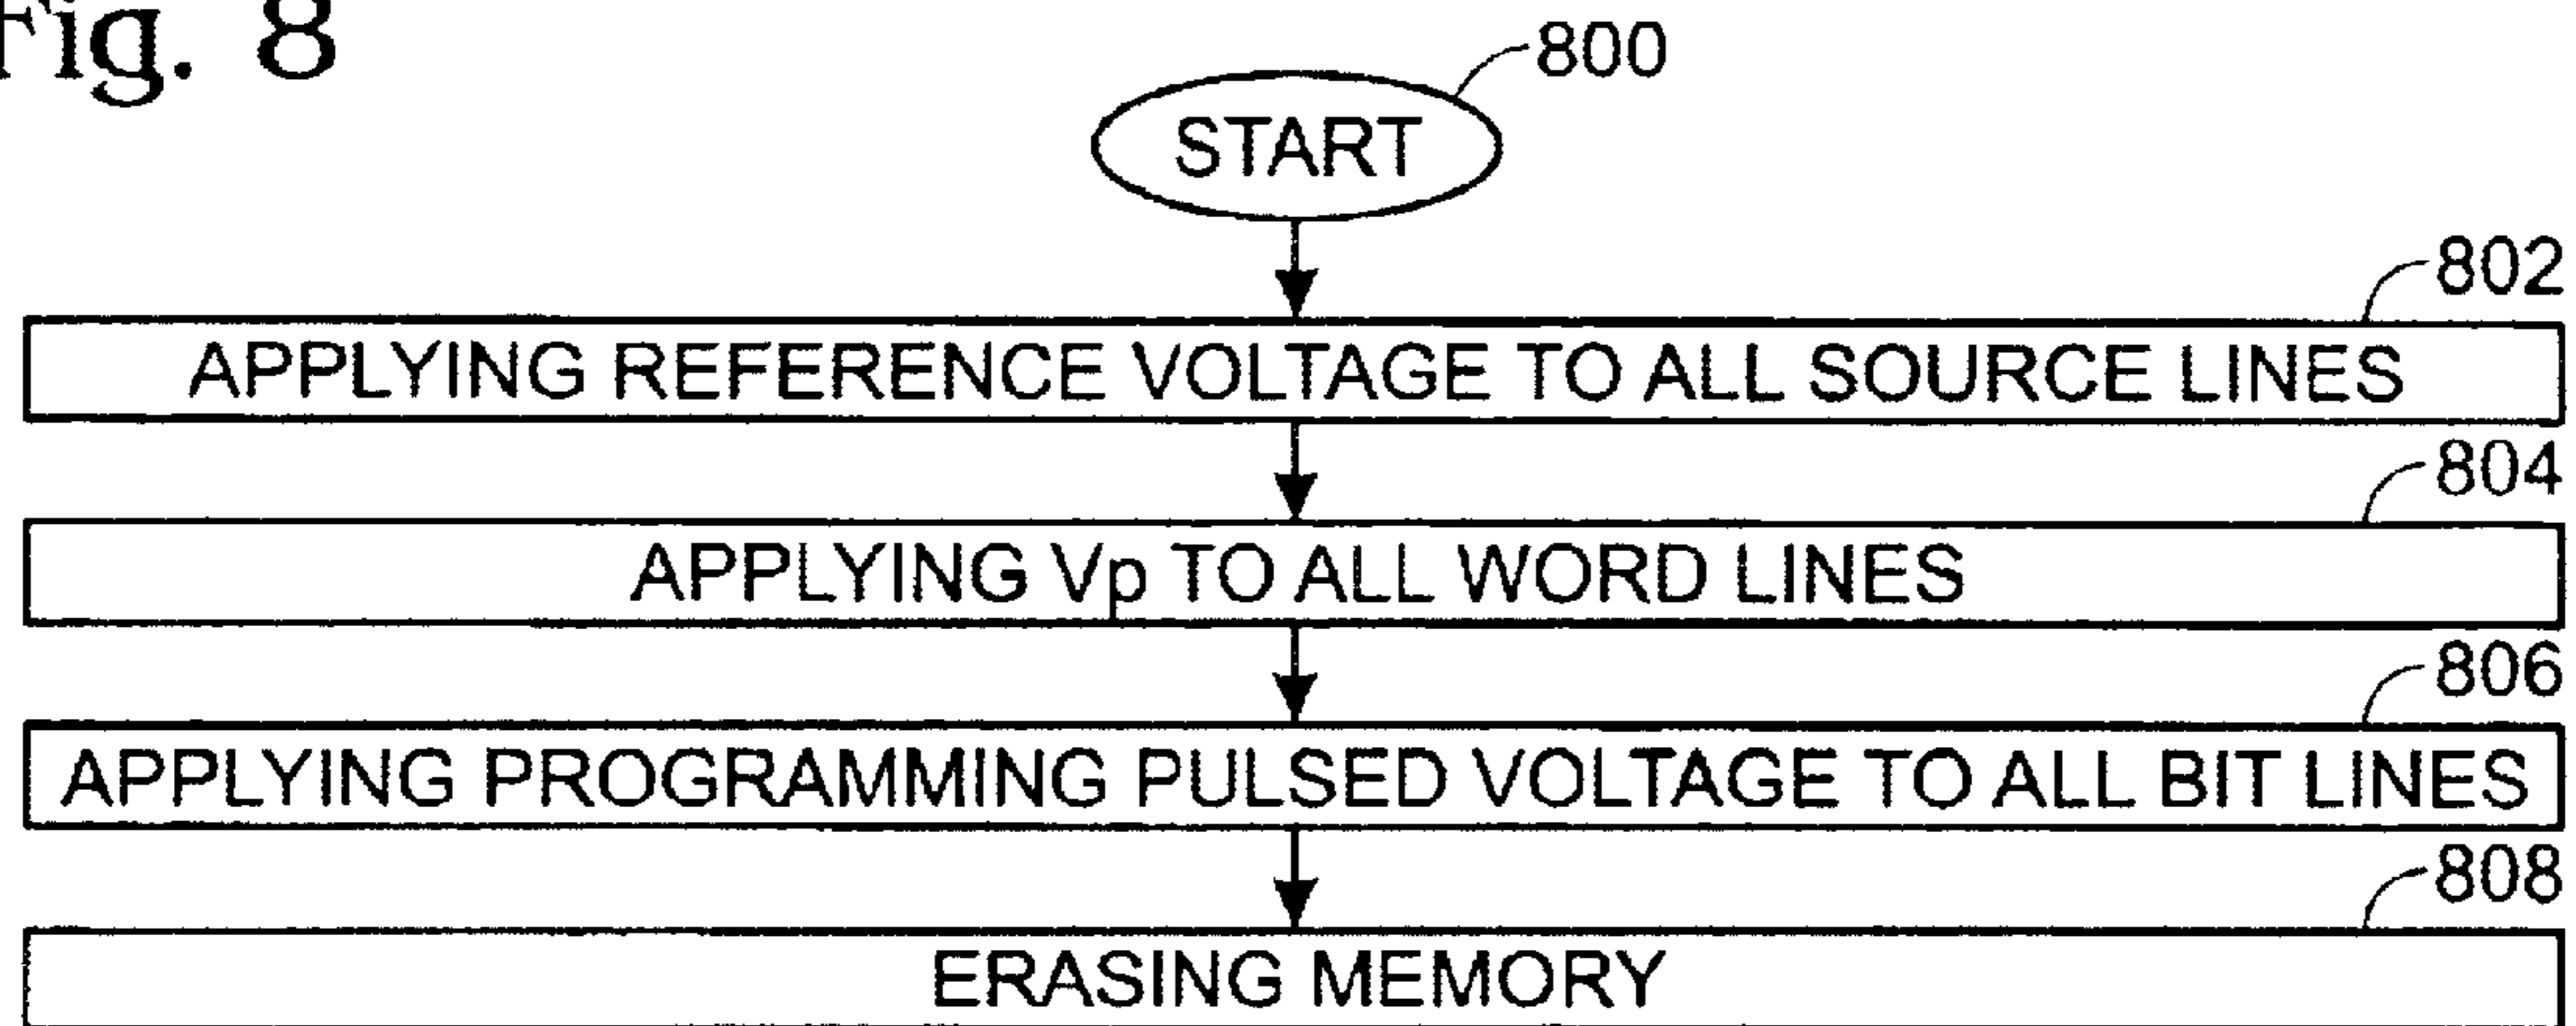 Fig. 8
800
START
802
APPLYING REFERENCE VOLTAGE TO ALL SOURCE LINES
804
APPLYING Vp TO ALL WORD LINES
806
APPLYING PROGRAMMING PULSED VOLTAGE TO ALL BIT LINES
808
ERASING MEMORY